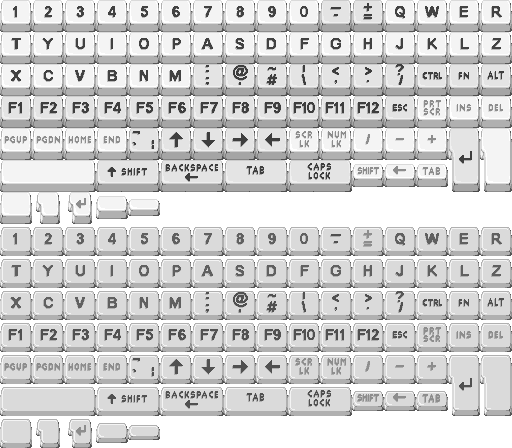 1 2 3 4 5 6 7 8 9 0 - _ + = Q W E R
T Y U I O P A S D F G H J K L Z
X C V B N M : ; @ ' ~ # | \ < , > . ? / CTRL FN ALT
F1 F2 F3 F4 F5 F6 F7 F8 F9 F10 F11 F12 ESC PRT SCR INS DEL
PGUP PGDN HOME END ¬ ` ¦ ↑ ↓ → ← SCR LK NUM LK / - + ↵
↑ SHIFT BACKSPACE ← TAB CAPS LOCK SHIFT ← TAB
↵
1 2 3 4 5 6 7 8 9 0 - _ + = Q W E R
T Y U I O P A S D F G H J K L Z
X C V B N M : ; @ ' ~ # | \ < , > . ? / CTRL FN ALT
F1 F2 F3 F4 F5 F6 F7 F8 F9 F10 F11 F12 ESC PRT SCR INS DEL
PGUP PGDN HOME END ¬ ` ¦ ↑ ↓ → ← SCR LK NUM LK / - + ↵
↑ SHIFT BACKSPACE ← TAB CAPS LOCK SHIFT ← TAB
↵